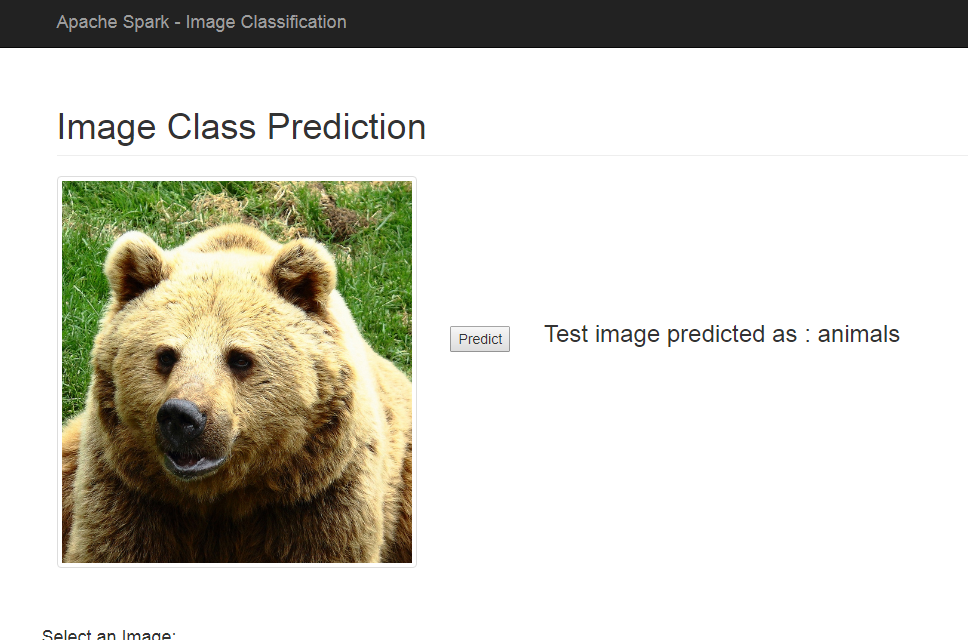 Apache Spark - Image Classification
Image Class Prediction
Predict
Test image predicted as : animals
Select an Image: